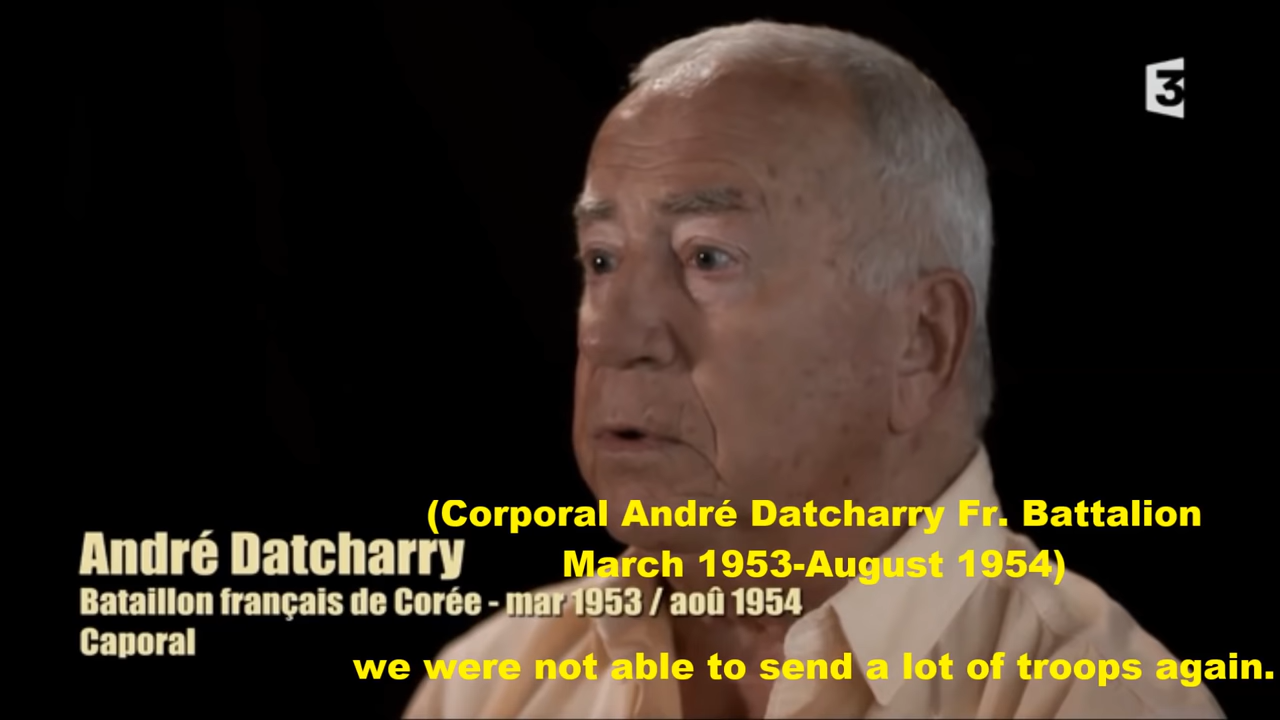 3
(Corporal André Datcharry Fr. Battalion
March 1953-August 1954)
André Datcharry
Bataillon français de Corée - mar 1953 / aoû 1954
Caporal
we were not able to send a lot of troops again.